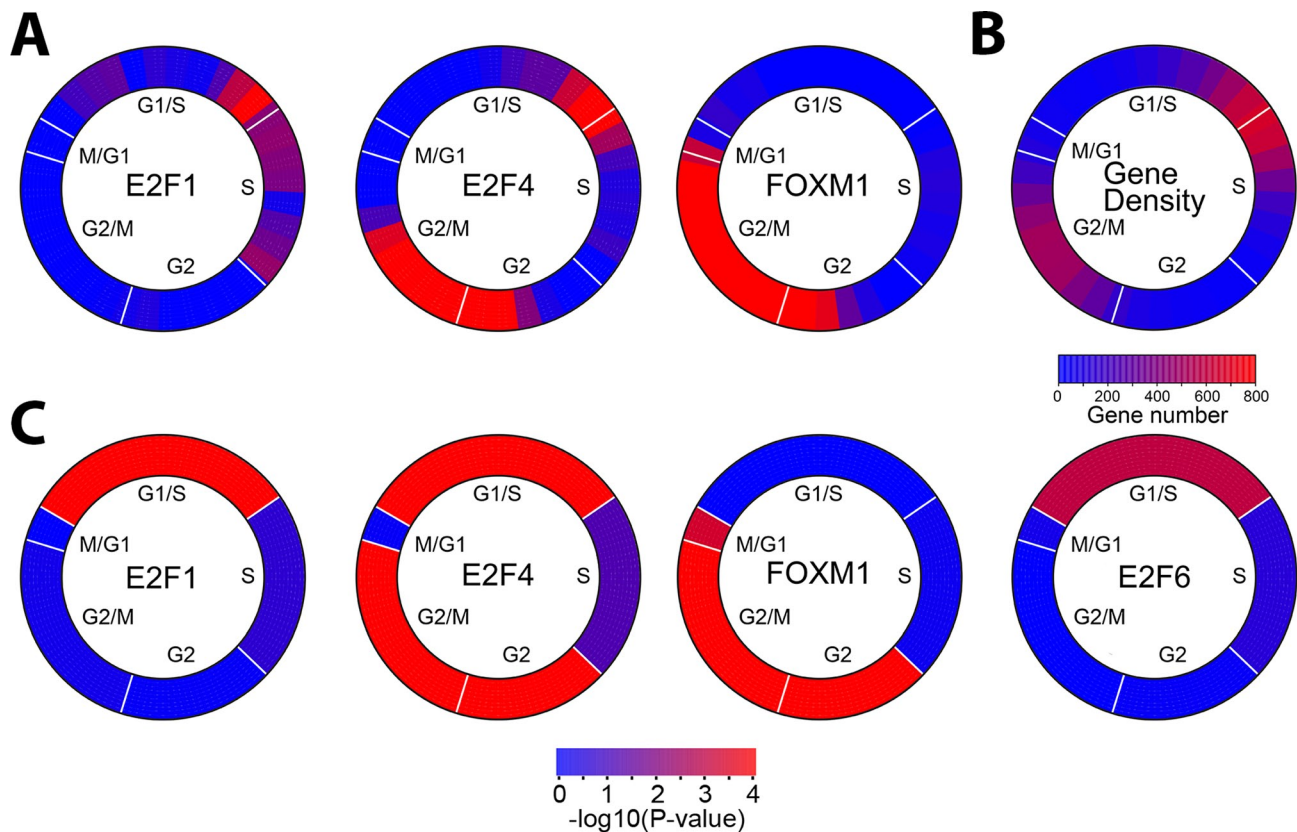 A
B
G1/S
M/G1
E2F1
S
G2/M
G2
G1/S
M/G1
E2F4
S
G2/M
G2
G1/S
M/G1
FOXM1
S
G2/M
G2
G1/S
M/G1
Gene
Density
S
G2/M
G2
0 200 400 600 800
Gene number
C
G1/S
M/G1
E2F1
S
G2/M
G2
G1/S
M/G1
E2F4
S
G2/M
G2
G1/S
M/G1
FOXM1
S
G2/M
G2
G1/S
M/G1
E2F6
S
G2/M
G2
0 1 2 3 4
-log10(P-value)